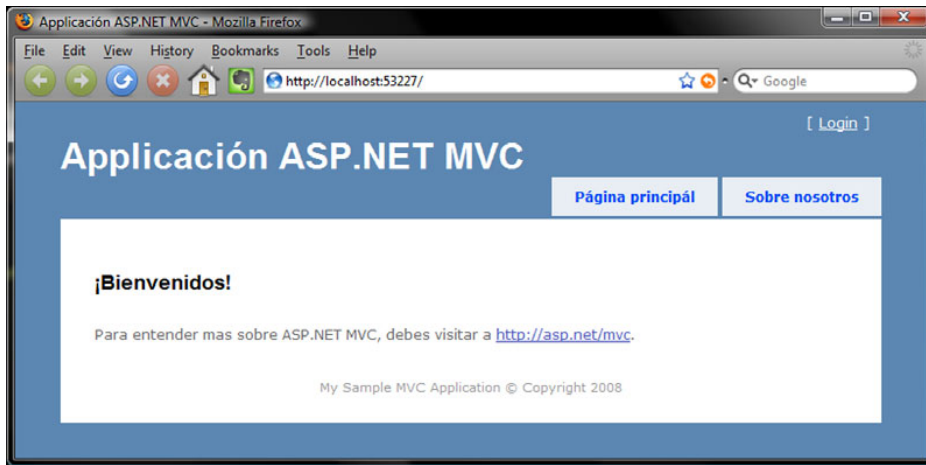 Applicación ASP.NET MVC - Mozilla Firefox
File Edit View History Bookmarks Tools Help
http://localhost:53227/ Google
[ Login ]
Applicación ASP.NET MVC
Página principál Sobre nosotros
¡Bienvenidos!
Para entender mas sobre ASP.NET MVC, debes visitar a http://asp.net/mvc.
My Sample MVC Application © Copyright 2008